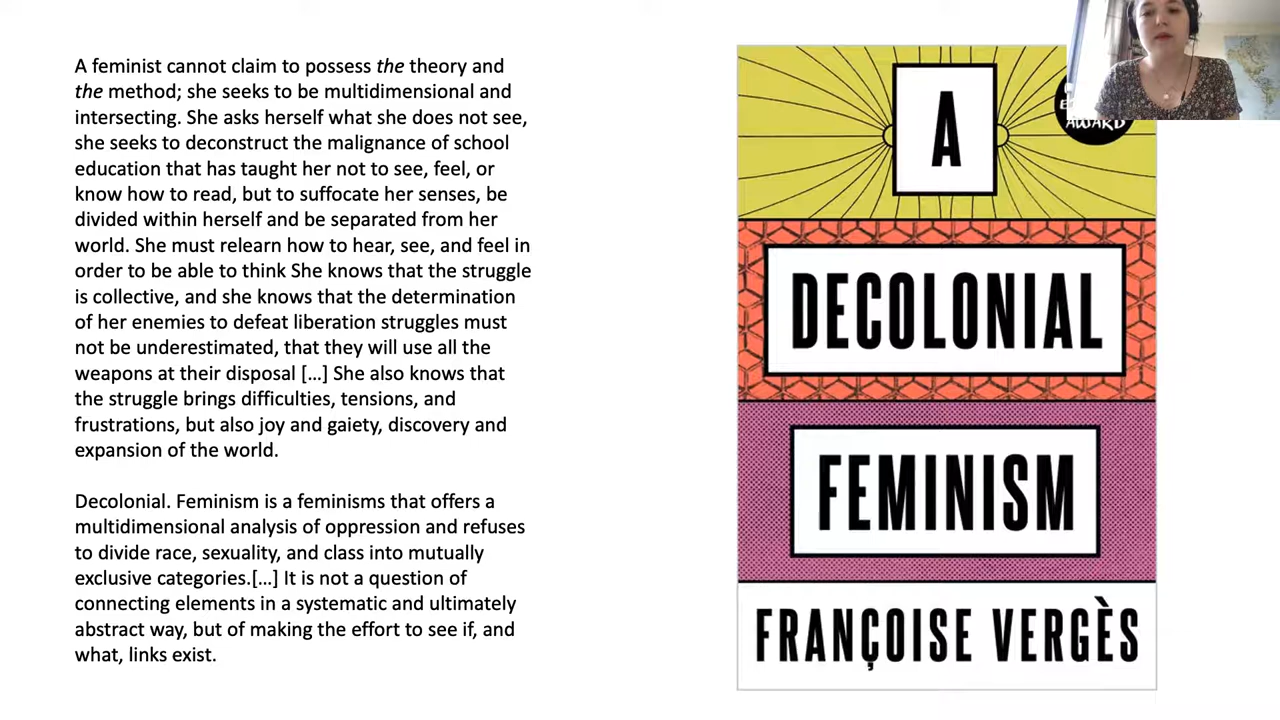 A feminist cannot claim to possess the theory and
the method; she seeks to be multidimensional and
intersecting. She asks herself what she does not see,
she seeks to deconstruct the malignance of school
education that has taught her not to see, feel, or
know how to read, but to suffocate her senses, be
divided within herself and be separated from her
world. She must relearn how to hear, see, and feel in
order to be able to think She knows that the struggle
is collective, and she knows that the determination
of her enemies to defeat liberation struggles must
not be underestimated, that they will use all the
weapons at their disposal […] She also knows that
the struggle brings difficulties, tensions, and
frustrations, but also joy and gaiety, discovery and
expansion of the world.
Decolonial. Feminism is a feminisms that offers a
multidimensional analysis of oppression and refuses
to divide race, sexuality, and class into mutually
exclusive categories.[…] It is not a question of
connecting elements in a systematic and ultimately
abstract way, but of making the effort to see if, and
what, links exist.
A
DECOLONIAL
FEMINISM
FRANÇOISE VERGÈS
AWARD